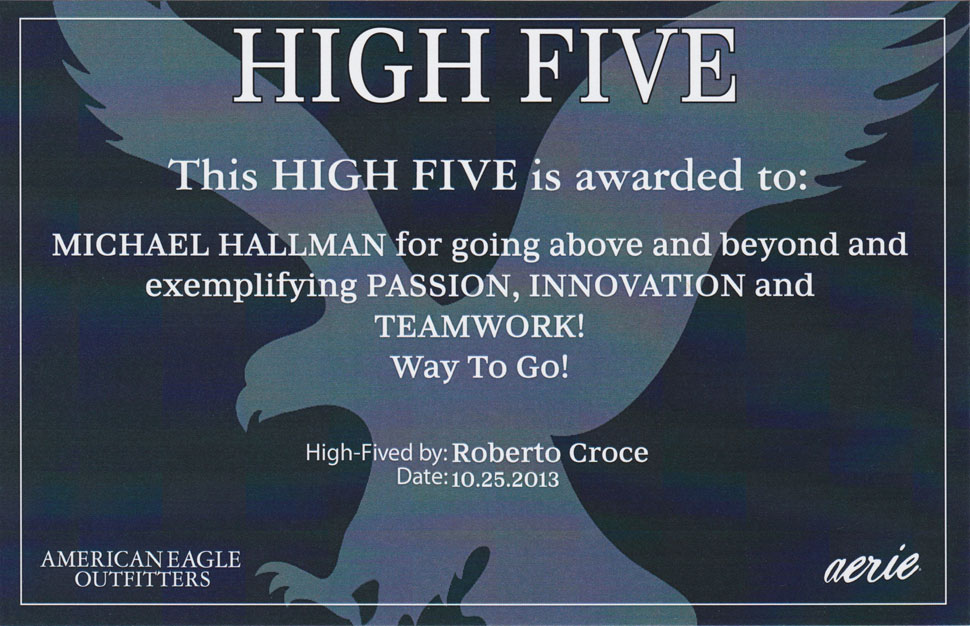 HIGH FIVE
This HIGH FIVE is awarded to:
MICHAEL HALLMAN for going above and beyond and
exemplifying PASSION, INNOVATION and
TEAMWORK!
Way To Go!
High-Fived by: Roberto Croce
Date: 10.25.2013
AMERICAN EAGLE
OUTFITTERS
aerie